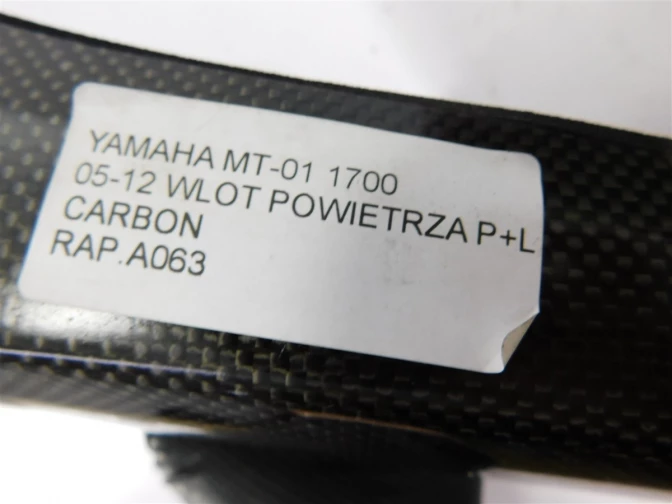 YAMAHA MT-01 1700
05-12 WLOT POWIETRZA P+L
CARBON
RAP.A063